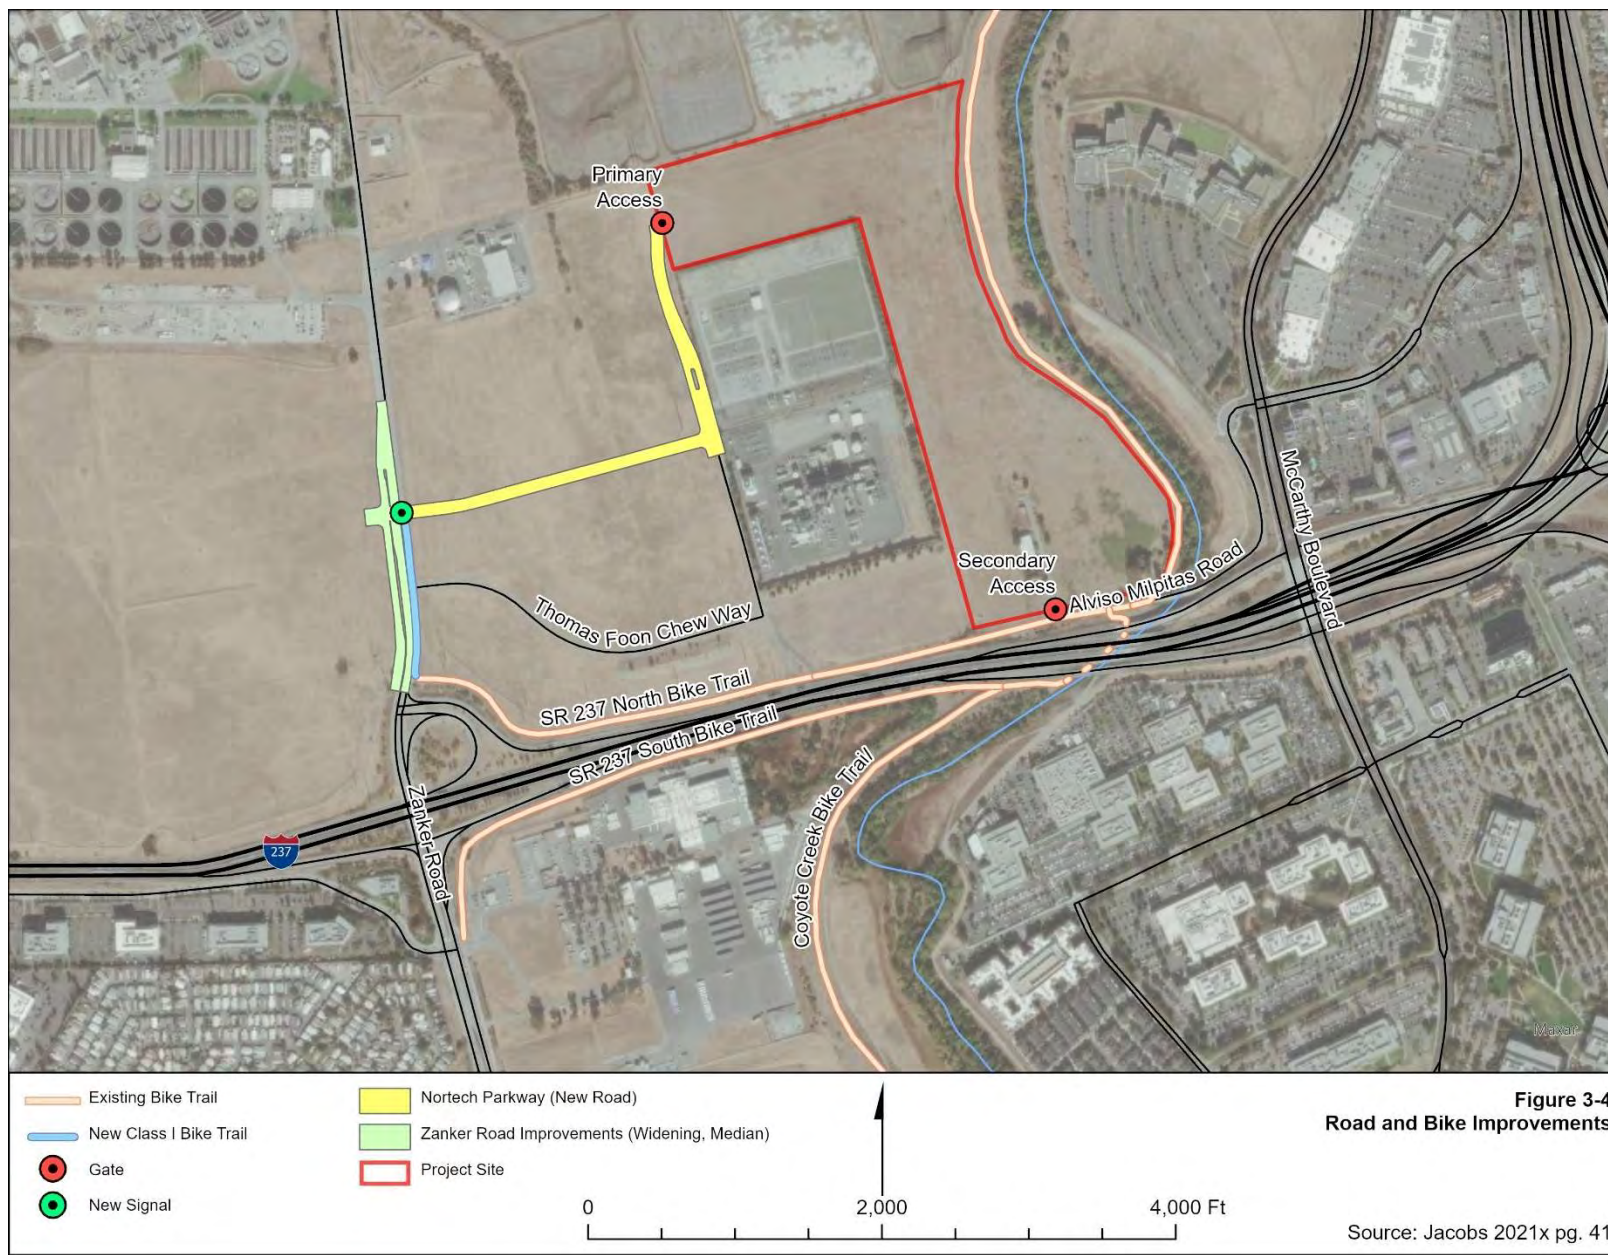 Primary
Access
Secondary
Access
Alviso Milpitas Road
McCarthy Boulevard
Thomas Foon Chew Way
SR 237 North Bike Trail
SR 237 South Bike Trail
Coyote Creek Bike Trail
Zanker Road
237
Maxar
Existing Bike Trail
New Class I Bike Trail
Gate
New Signal
Nortech Parkway (New Road)
Zanker Road Improvements (Widening, Median)
Project Site
0 2,000 4,000 Ft
Figure 3-4
Road and Bike Improvements
Source: Jacobs 2021x pg. 41